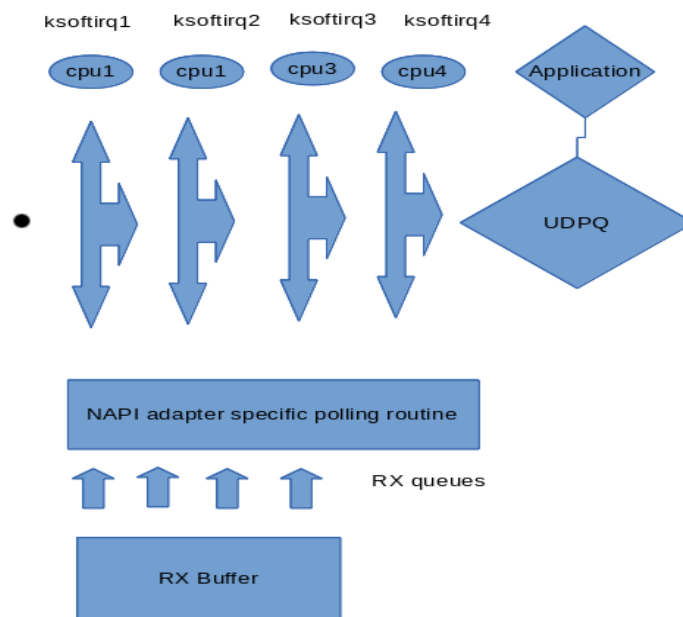 ksoftirq1 ksoftirq2 ksoftirq3 ksoftirq4
cpu1 cpu1 cpu3 cpu4 Application
UDPQ
NAPI adapter specific polling routine
RX queues
RX Buffer